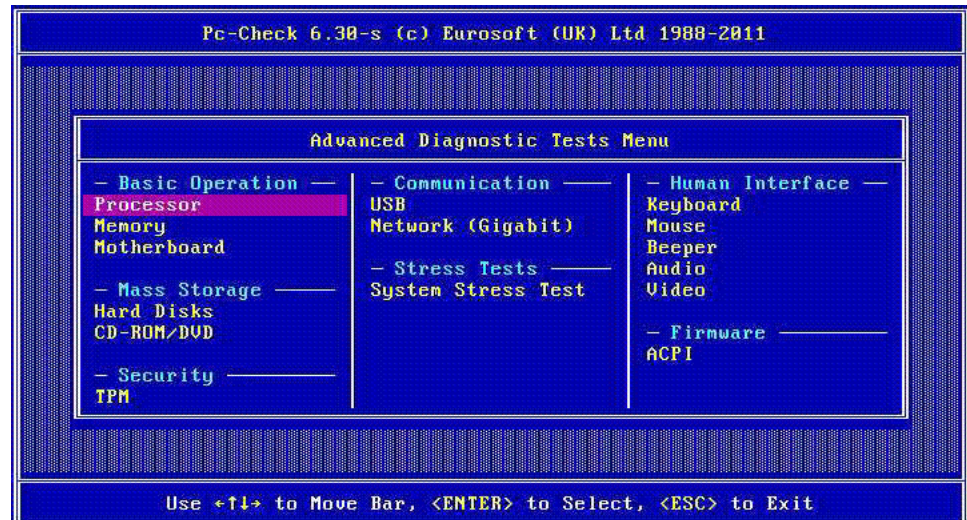 Pc-Check 6.30-s (c) Eurosoft (UK) Ltd 1988-2011
Advanced Diagnostic Tests Menu
— Basic Operation —
Processor
Memory
Motherboard
— Mass Storage —
Hard Disks
CD-ROM/DVD
— Security —
TPM
— Communication —
USB
Network (Gigabit)
— Stress Tests —
System Stress Test
— Human Interface —
Keyboard
Mouse
Beeper
Audio
Video
— Firmware —
ACPI
Use ←↑↓→ to Move Bar, <ENTER> to Select, <ESC> to Exit